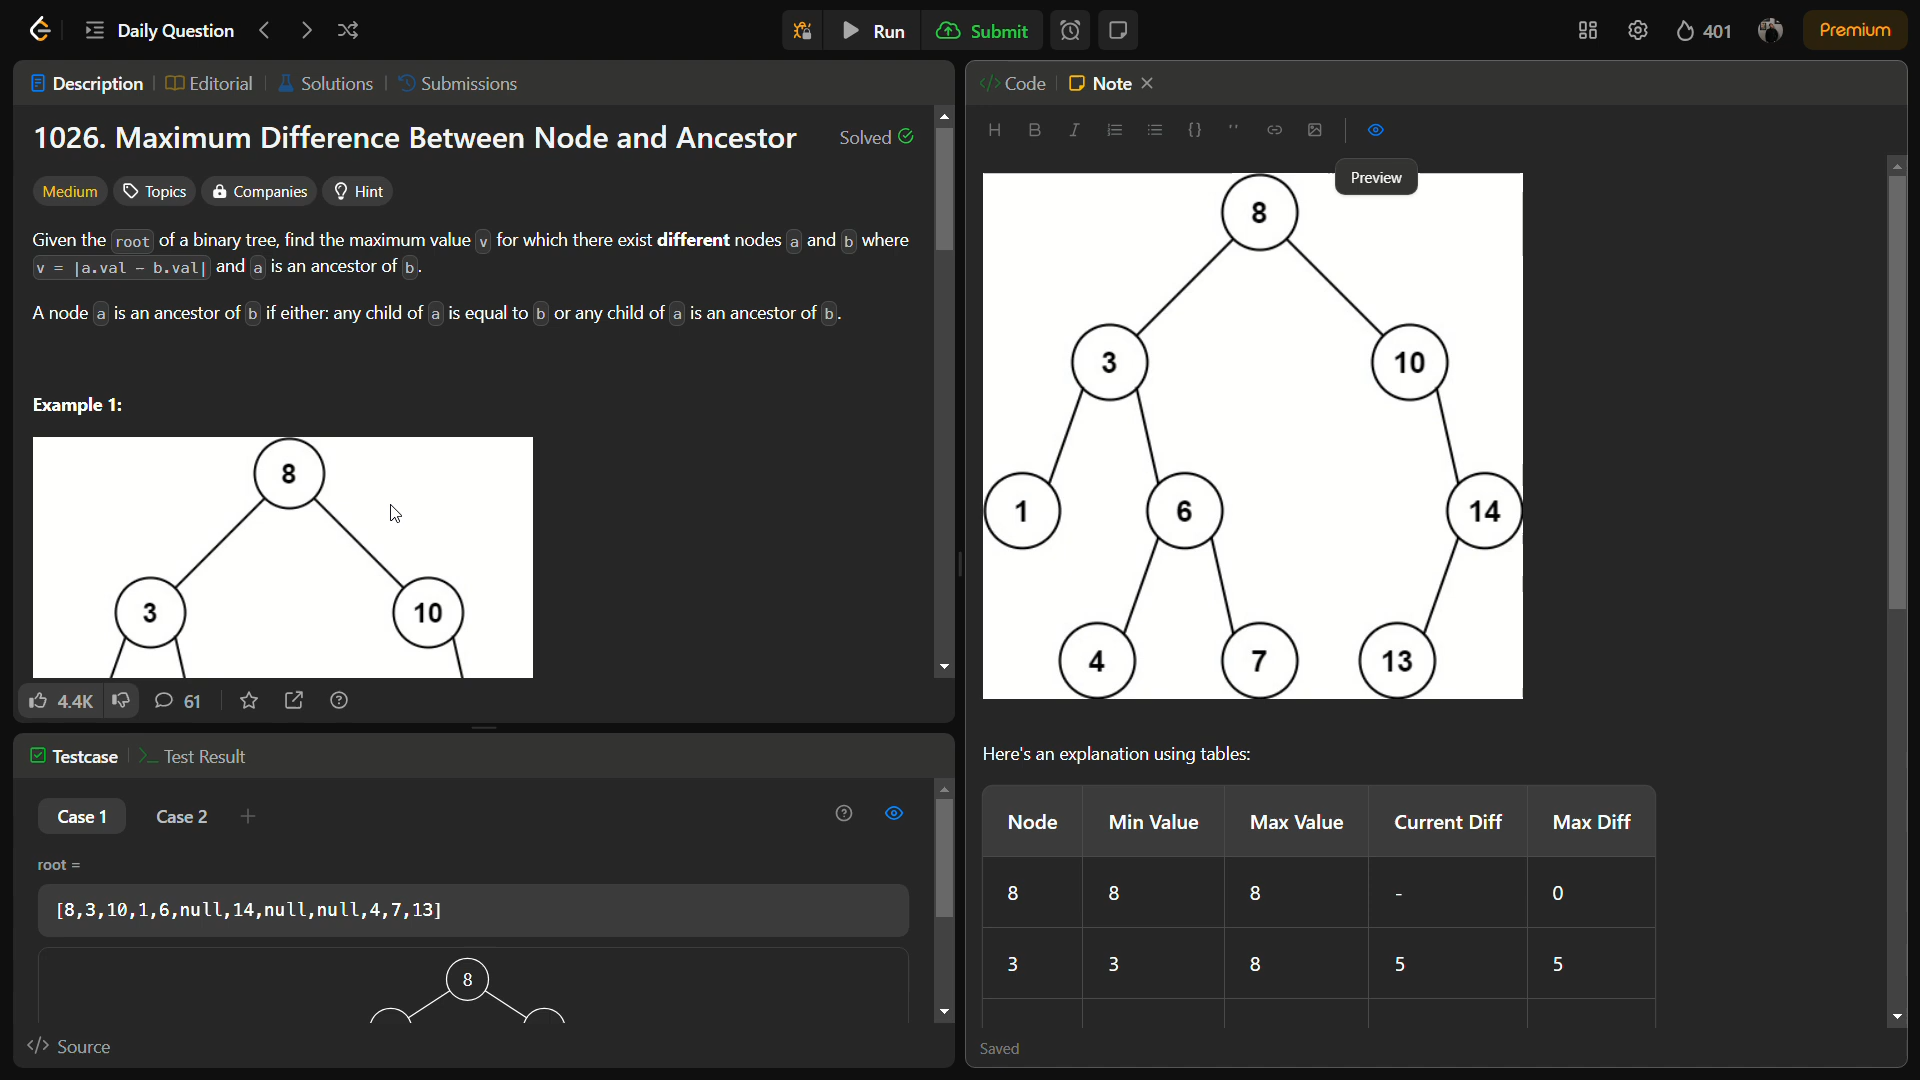 Daily Question
Run
Submit
401
Premium
Description
Editorial
Solutions
Submissions
1026. Maximum Difference Between Node and Ancestor
Solved
Medium
Topics
Companies
Hint
Given the root of a binary tree, find the maximum value v for which there exist different nodes a and b where
v = |a.val - b.val| and a is an ancestor of b.
A node a is an ancestor of b if either: any child of a is equal to b or any child of a is an ancestor of b.
Example 1:
8
3 10
4.4K
61
Testcase
>_ Test Result
Case 1 Case 2 +
root =
[8,3,10,1,6,null,14,null,null,4,7,13]
8
</> Source
</> Code
Note
H B I {} "
Preview
8
3 10
1 6 14
4 7 13
Here's an explanation using tables:
Node Min Value Max Value Current Diff Max Diff
8 8 8 - 0
3 3 8 5 5
Saved